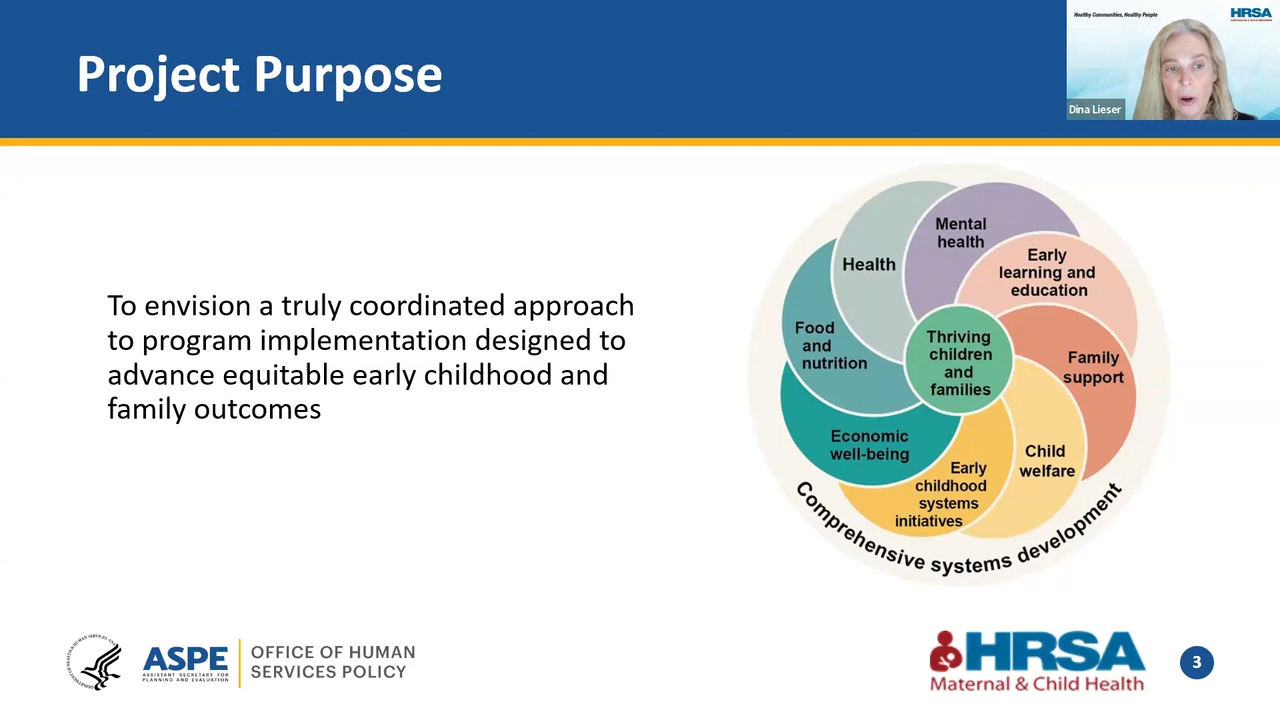 Project Purpose
Healthy Communities, Healthy People
HRSA
Dina Lieser
To envision a truly coordinated approach
to program implementation designed to
advance equitable early childhood and
family outcomes
Mental
health
Health
Early
learning and
education
Food
and
nutrition
Thriving
children
and
families
Family
support
Economic
well-being
Child
welfare
Early
childhood
systems
initiatives
Comprehensive systems development
ASPE
ASSISTANT SECRETARY FOR
PLANNING AND EVALUATION
OFFICE OF HUMAN
SERVICES POLICY
HRSA
Maternal & Child Health
3